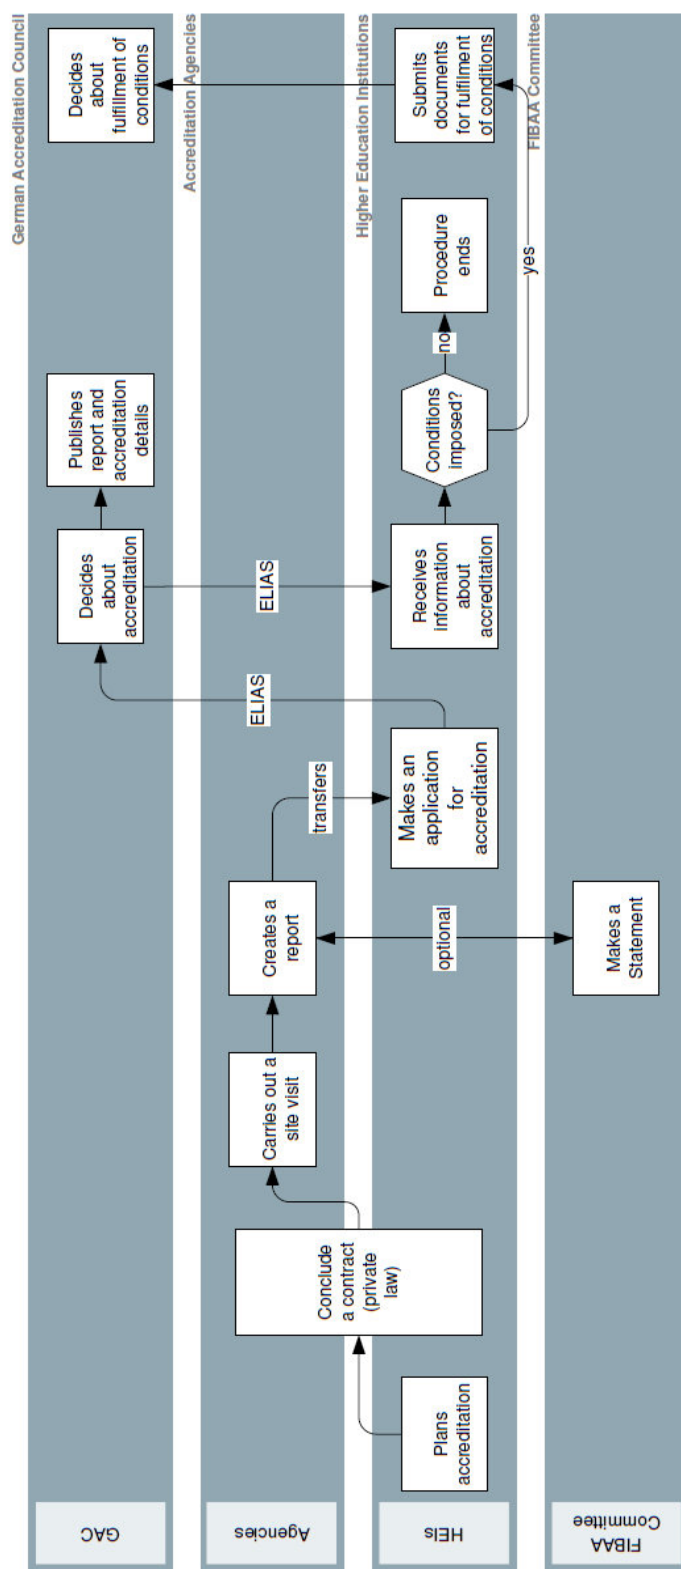 German Accreditation Council
GAC
Decides
about
accreditation
Publishes
report and
accreditation
details
Decides
about
fulfillment of
conditions
Accreditation Agencies
Agencies
Conclude
a contract
(private
law)
Carries out a
site visit
Creates a
report
transfers
ELIAS
ELIAS
Higher Education Institutions
HEIs
Plans
accreditation
Makes an
application
for
accreditation
Receives
information
about
accreditation
Conditions
imposed?
no
Procedure
ends
Submits
documents
for fulfilment
of conditions
optional
yes
FIBAA Committee
FIBAA
Committee
Makes a
Statement